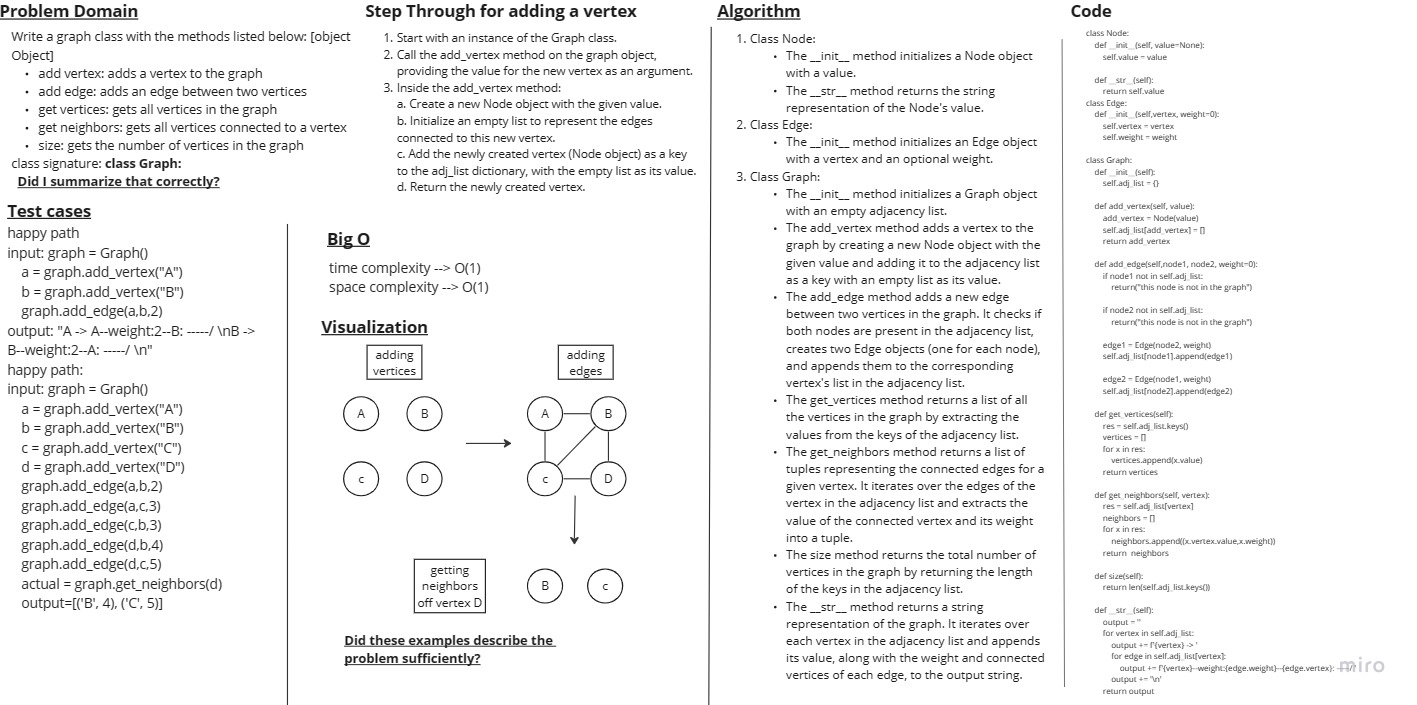 Problem Domain
Write a graph class with the methods listed below: [object
Object]
• add vertex: adds a vertex to the graph
• add edge: adds an edge between two vertices
• get vertices: gets all vertices in the graph
• get neighbors: gets all vertices connected to a vertex
• size: gets the number of vertices in the graph
class signature: class Graph:
Did I summarize that correctly?
Test cases
happy path
input: graph = Graph()
a = graph.add_vertex("A")
b = graph.add_vertex("B")
graph.add_edge(a,b,2)
output: "A -> A--weight:2--B: -----/ \nB ->
B--weight:2--A: -----/ \n"
happy path:
input: graph = Graph()
a = graph.add_vertex("A")
b = graph.add_vertex("B")
c = graph.add_vertex("C")
d = graph.add_vertex("D")
graph.add_edge(a,b,2)
graph.add_edge(a,c,3)
graph.add_edge(c,b,3)
graph.add_edge(d,b,4)
graph.add_edge(d,c,5)
actual = graph.get_neighbors(d)
output=[('B', 4), ('C', 5)]
Step Through for adding a vertex
1. Start with an instance of the Graph class.
2. Call the add_vertex method on the graph object,
providing the value for the new vertex as an argument.
3. Inside the add_vertex method:
a. Create a new Node object with the given value.
b. Initialize an empty list to represent the edges
connected to this new vertex.
c. Add the newly created vertex (Node object) as a key
to the adj_list dictionary, with the empty list as its value.
d. Return the newly created vertex.
Big O
time complexity --> O(1)
space complexity --> O(1)
Visualization
adding
vertices
adding
edges
A
B
A
B
c
D
c
D
getting
neighbors
off vertex D
B
c
Did these examples describe the
problem sufficiently?
Algorithm
1. Class Node:
• The __init__ method initializes a Node object
with a value.
• The __str__ method returns the string
representation of the Node's value.
2. Class Edge:
• The __init__ method initializes an Edge object
with a vertex and an optional weight.
3. Class Graph:
• The __init__ method initializes a Graph object
with an empty adjacency list.
• The add_vertex method adds a vertex to the
graph by creating a new Node object with the
given value and adding it to the adjacency list
as a key with an empty list as its value.
• The add_edge method adds a new edge
between two vertices in the graph. It checks if
both nodes are present in the adjacency list,
creates two Edge objects (one for each node),
and appends them to the corresponding
vertex's list in the adjacency list.
• The get_vertices method returns a list of all
the vertices in the graph by extracting the
values from the keys of the adjacency list.
• The get_neighbors method returns a list of
tuples representing the connected edges for a
given vertex. It iterates over the edges of the
vertex in the adjacency list and extracts the
value of the connected vertex and its weight
into a tuple.
• The size method returns the total number of
vertices in the graph by returning the length
of the keys in the adjacency list.
• The __str__ method returns a string
representation of the graph. It iterates over
each vertex in the adjacency list and appends
its value, along with the weight and connected
vertices of each edge, to the output string.
Code
class Node:
def __init__(self, value=None):
self.value = value
def __str__(self):
return self.value
class Edge:
def __init__(self,vertex, weight=0):
self.vertex = vertex
self.weight = weight
class Graph:
def __init__(self):
self.adj_list = {}
def add_vertex(self, value):
add_vertex = Node(value)
self.adj_list[add_vertex] = []
return add_vertex
def add_edge(self,node1, node2, weight=0):
if node1 not in self.adj_list:
return("this node is not in the graph")
if node2 not in self.adj_list:
return("this node is not in the graph")
edge1 = Edge(node2, weight)
self.adj_list[node1].append(edge1)
edge2 = Edge(node1, weight)
self.adj_list[node2].append(edge2)
def get_vertices(self):
res = self.adj_list.keys()
vertices = []
for x in res:
vertices.append(x.value)
return vertices
def get_neighbors(self, vertex):
res = self.adj_list[vertex]
neighbors = []
for x in res:
neighbors.append((x.vertex.value,x.weight))
return neighbors
def size(self):
return len(self.adj_list.keys())
def __str__(self):
output = ''
for vertex in self.adj_list:
output += f'{vertex} -> '
for edge in self.adj_list[vertex]:
output += f'{vertex}--weight:{edge.weight}--{edge.vertex}: -----/'
output += '\n'
return output
miro